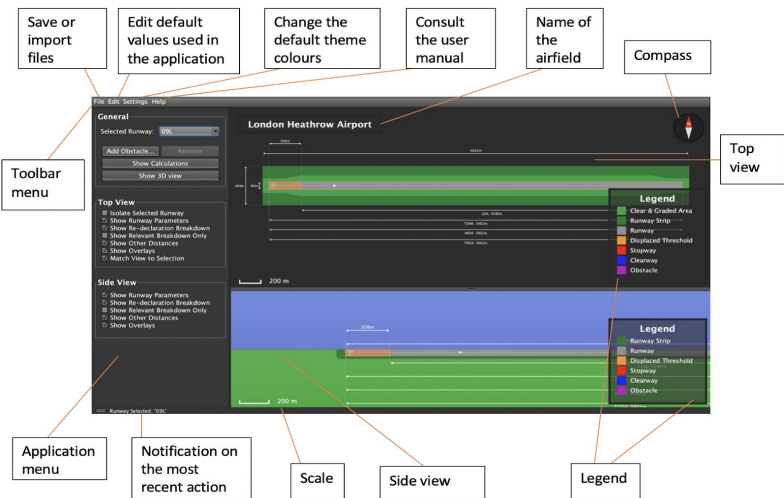 Save or
import
files
Edit default
values used in
the application
Change the
default theme
colours
Consult
the user
manual
Name of
the
airfield
Compass
Toolbar
menu
Top
view
File Edit Settings Help
General
Selected Runway: 09L
Add Obstacle... Remove
Show Calculations
Show 3D view
Top View
Isolate Selected Runway
Show Runway Parameters
Show Re-declaration Breakdown
Show Relevant Breakdown Only
Show Other Distances
Show Overlays
Match View to Selection
Side View
Show Runway Parameters
Show Re-declaration Breakdown
Show Relevant Breakdown Only
Show Other Distances
Show Overlays
Runway Selected: "09L"
London Heathrow Airport
200 m
Legend
Clear & Graded Area
Runway Strip
Runway
Displaced Threshold
Stopway
Clearway
Obstacle
200 m
Legend
Runway Strip
Runway
Displaced Threshold
Stopway
Clearway
Obstacle
Application
menu
Notification on
the most
recent action
Scale
Side view
Legend